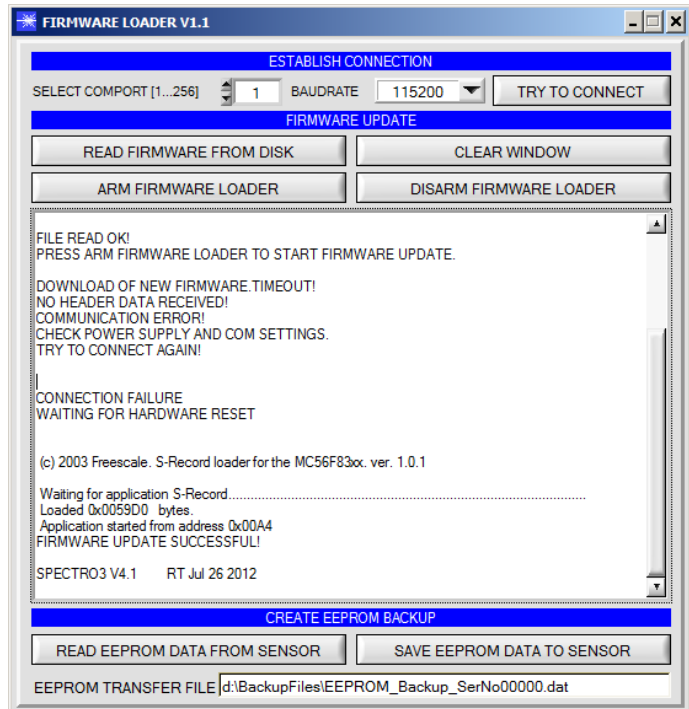 FIRMWARE LOADER V1.1
ESTABLISH CONNECTION
SELECT COMPORT [1...256] 1 BAUDRATE 115200 TRY TO CONNECT
FIRMWARE UPDATE
READ FIRMWARE FROM DISK CLEAR WINDOW
ARM FIRMWARE LOADER DISARM FIRMWARE LOADER
FILE READ OK!
PRESS ARM FIRMWARE LOADER TO START FIRMWARE UPDATE.
DOWNLOAD OF NEW FIRMWARE.TIMEOUT!
NO HEADER DATA RECEIVED!
COMMUNICATION ERROR!
CHECK POWER SUPPLY AND COM SETTINGS.
TRY TO CONNECT AGAIN!
CONNECTION FAILURE
WAITING FOR HARDWARE RESET
(c) 2003 Freescale. S-Record loader for the MC56F83xx. ver. 1.0.1
Waiting for application S-Record.......................................................................................
Loaded 0x0059D0 bytes.
Application started from address 0x00A4
FIRMWARE UPDATE SUCCESSFUL!
SPECTRO3 V4.1 RT Jul 26 2012
CREATE EEPROM BACKUP
READ EEPROM DATA FROM SENSOR SAVE EEPROM DATA TO SENSOR
EEPROM TRANSFER FILE d:\BackupFiles\EEPROM_Backup_SerNo00000.dat